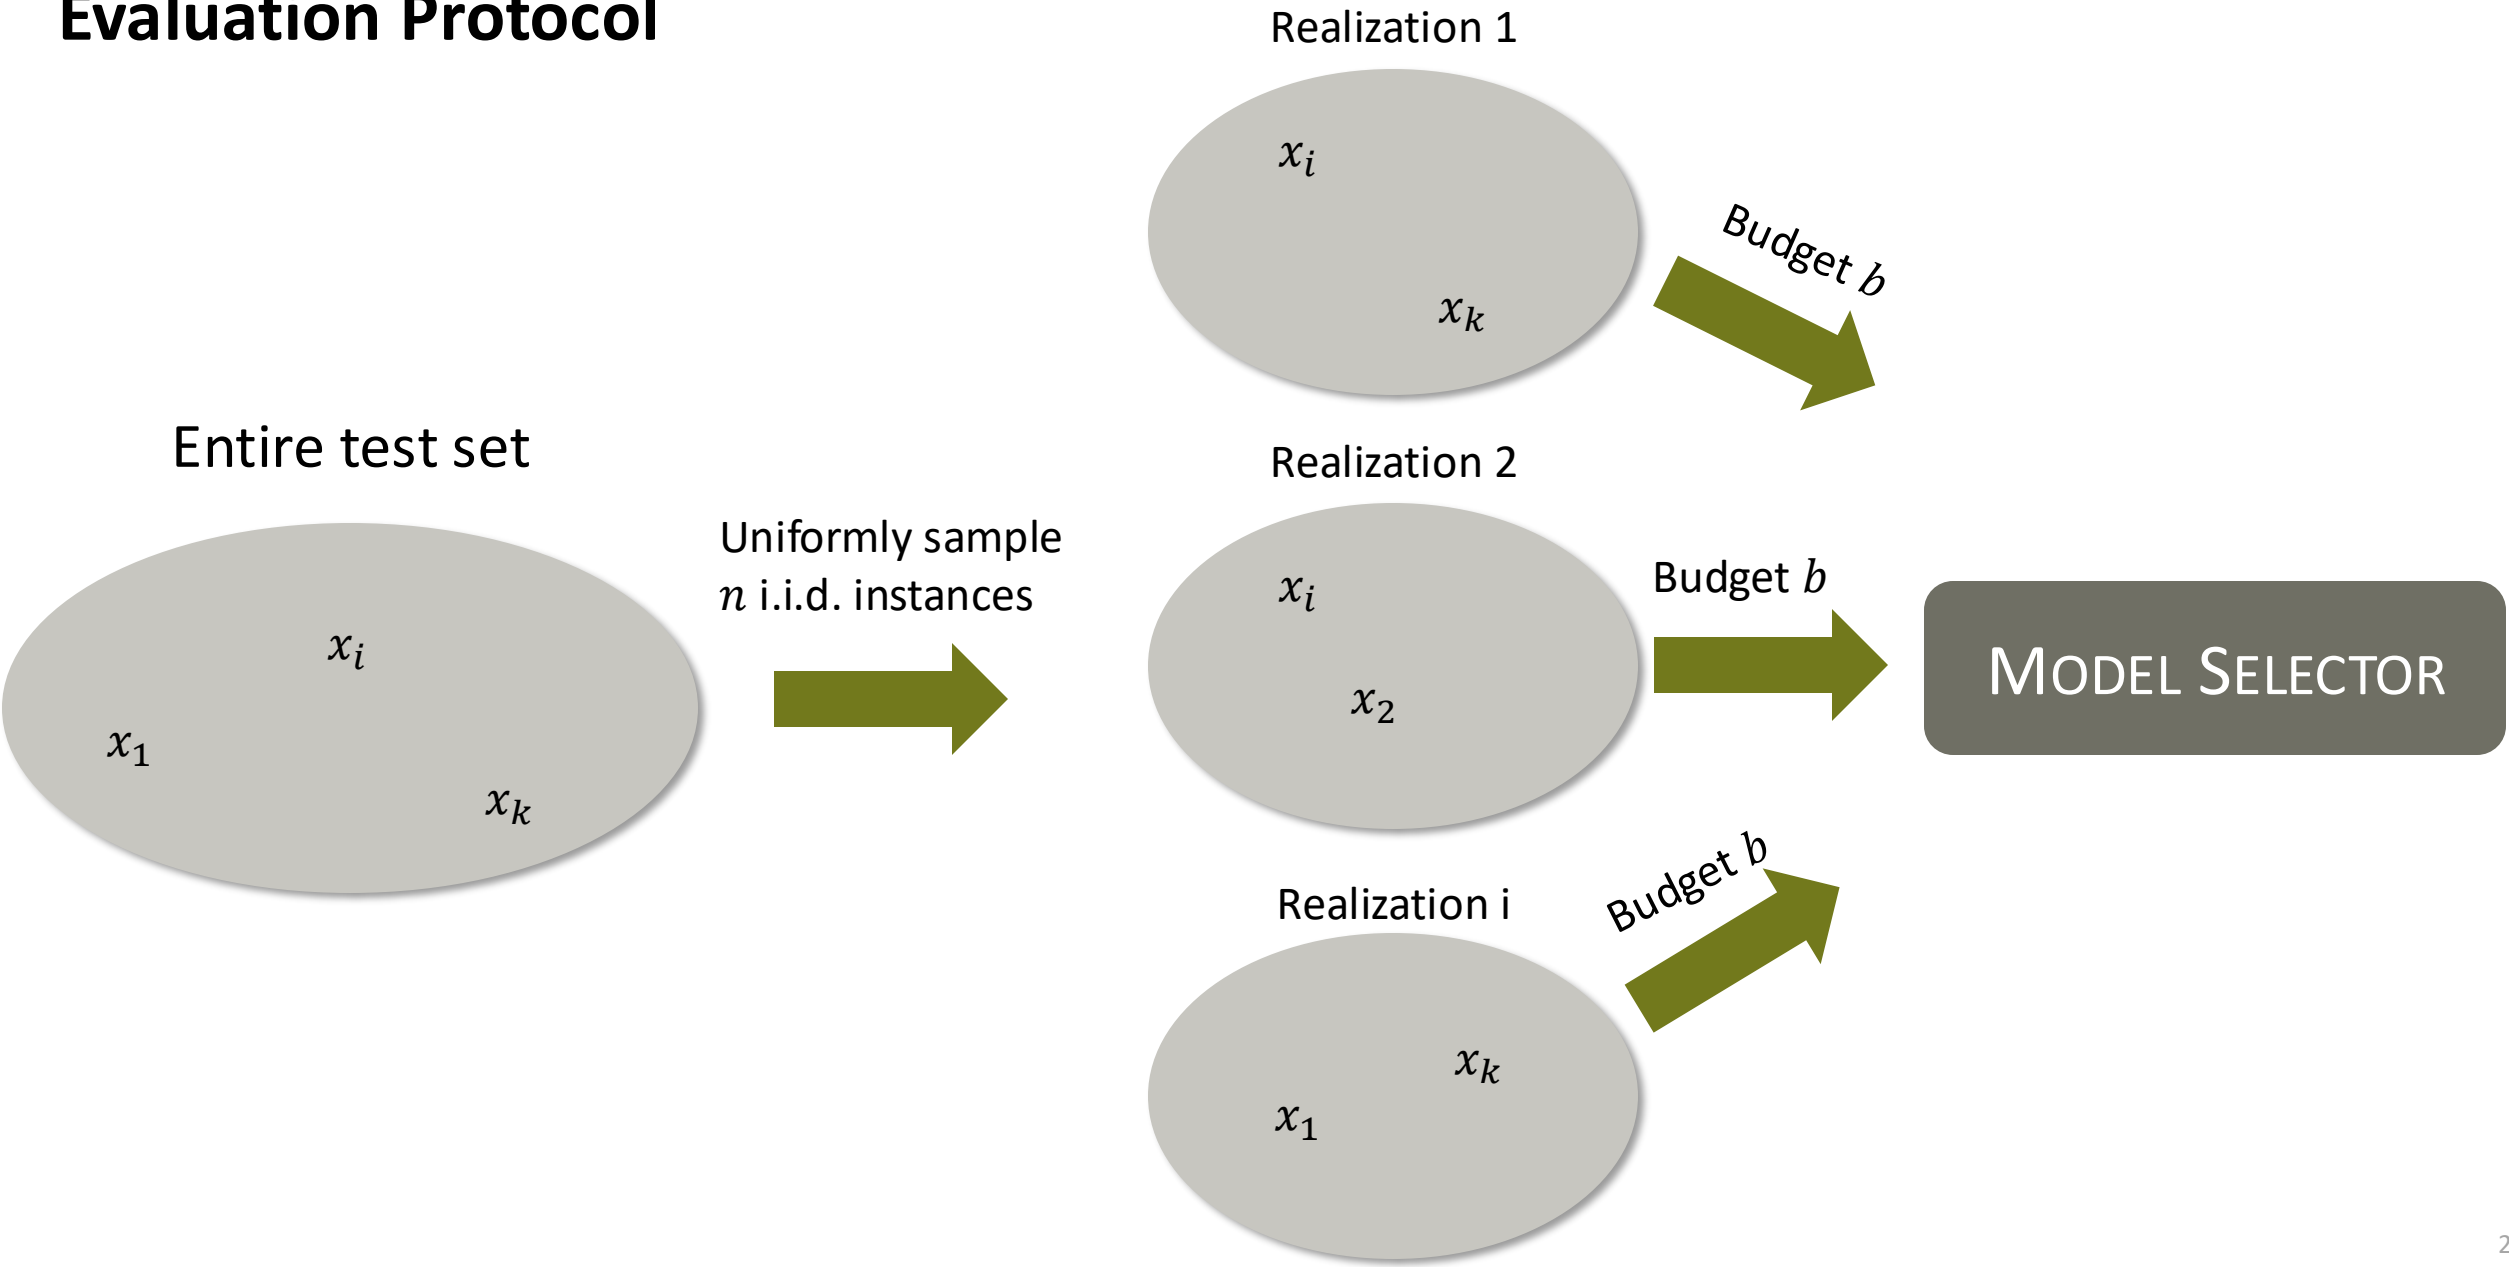 Evaluation Protocol
Realization 1
x_i
x_k
Budget b
Entire test set
x_i
x_1
x_k
Uniformly sample
n i.i.d. instances
Realization 2
x_i
x_2
Budget b
MODEL SELECTOR
Realization i
x_k
x_1
Budget b
2